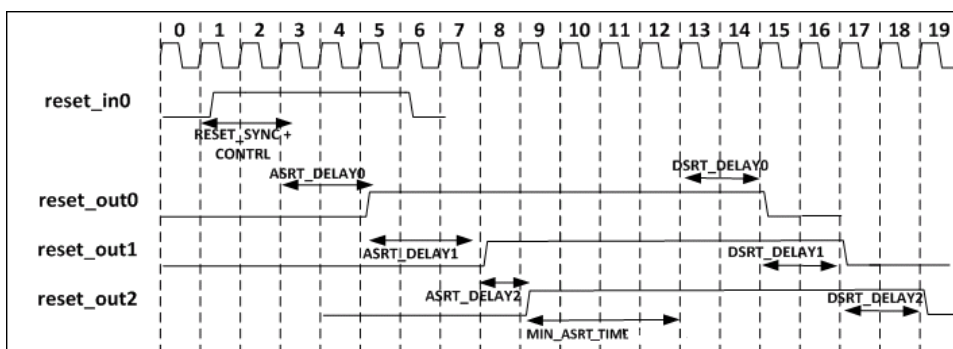 0 1 2 3 4 5 6 7 8 9 10 11 12 13 14 15 16 17 18 19
reset_in0
RESET_SYNC +
CONTRL
ASRT_DELAY0
DSRT_DELAY0
reset_out0
reset_out1
ASRT_DELAY1
DSRT_DELAY1
reset_out2
ASRT_DELAY2
DSRT_DELAY2
MIN_ASRT_TIME